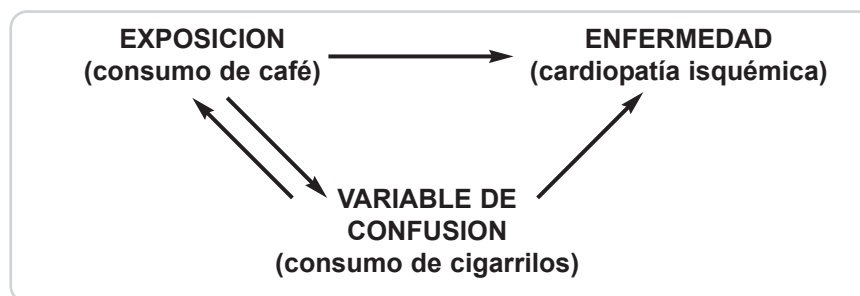 EXPOSICION
(consumo de café)
ENFERMEDAD
(cardiopatía isquémica)
VARIABLE DE
CONFUSION
(consumo de cigarrilos)